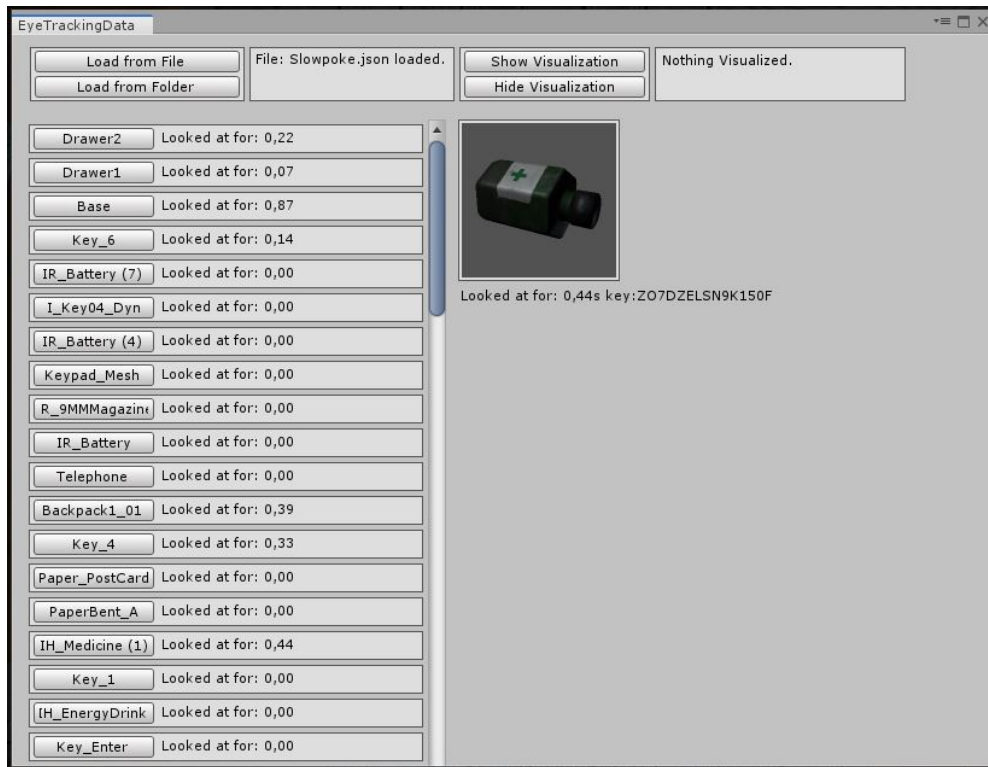 EyeTrackingData
Load from File
Load from Folder
File: Slowpoke.json loaded.
Show Visualization
Hide Visualization
Nothing Visualized.
Drawer2 Looked at for: 0,22
Drawer1 Looked at for: 0,07
Base Looked at for: 0,87
Key_6 Looked at for: 0,14
IR_Battery (7) Looked at for: 0,00
I_Key04_Dyn Looked at for: 0,00
IR_Battery (4) Looked at for: 0,00
Keypad_Mesh Looked at for: 0,00
R_9MMMagazine Looked at for: 0,00
IR_Battery Looked at for: 0,00
Telephone Looked at for: 0,00
Backpack1_01 Looked at for: 0,39
Key_4 Looked at for: 0,33
Paper_PostCard Looked at for: 0,00
PaperBent_A Looked at for: 0,00
IH_Medicine (1) Looked at for: 0,44
Key_1 Looked at for: 0,00
IH_EnergyDrink Looked at for: 0,00
Key_Enter Looked at for: 0,00
Looked at for: 0,44s key:ZO7DZELSN9K150F